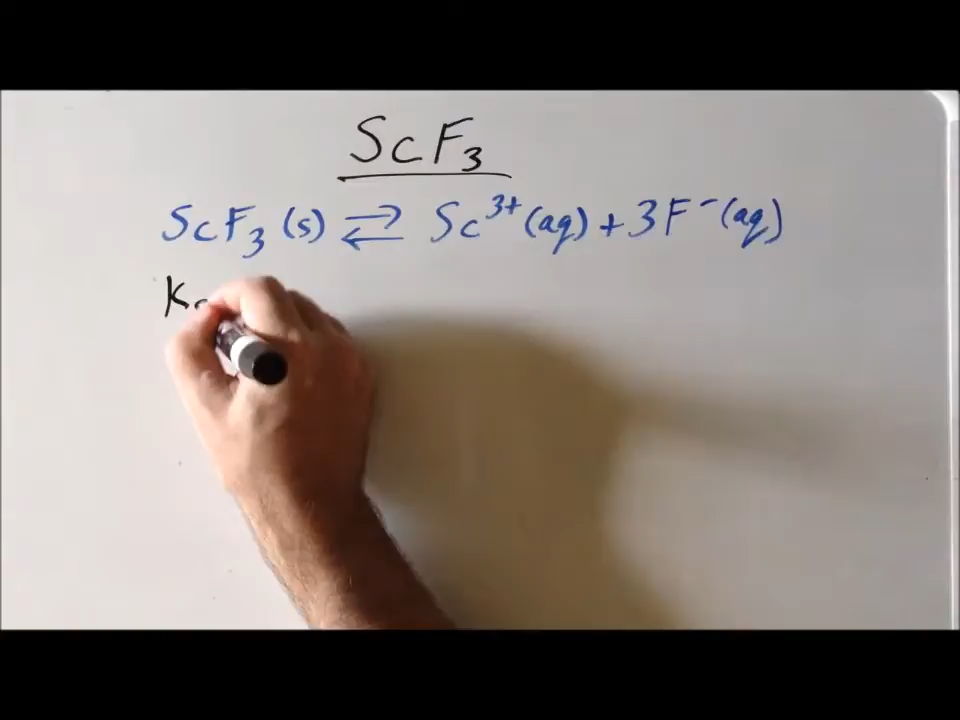 ScF₃
ScF₃ (s) ⇄ Sc³⁺ (aq) + 3F⁻ (aq)
K